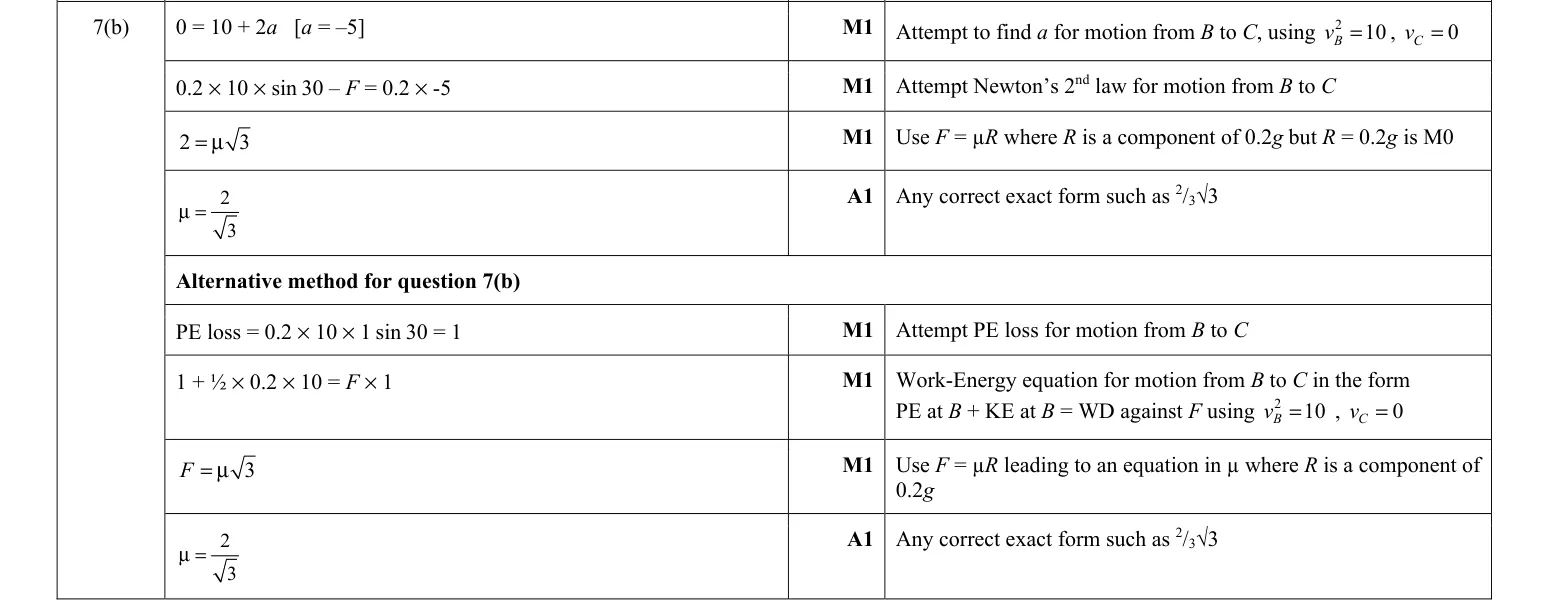 7(b) 0 = 10 + 2a [a = –5] M1 Attempt to find a for motion from B to C, using v_B^2 = 10 , v_C = 0
0.2 × 10 × sin 30 – F = 0.2 × -5 M1 Attempt Newton’s 2nd law for motion from B to C
2 = μ√3 M1 Use F = μR where R is a component of 0.2g but R = 0.2g is M0
μ = 2/√3 A1 Any correct exact form such as 2/3√3
Alternative method for question 7(b)
PE loss = 0.2 × 10 × 1 sin 30 = 1 M1 Attempt PE loss for motion from B to C
1 + ½ × 0.2 × 10 = F × 1 M1 Work-Energy equation for motion from B to C in the form
PE at B + KE at B = WD against F using v_B^2 = 10 , v_C = 0
F = μ√3 M1 Use F = μR leading to an equation in μ where R is a component of
0.2g
μ = 2/√3 A1 Any correct exact form such as 2/3√3